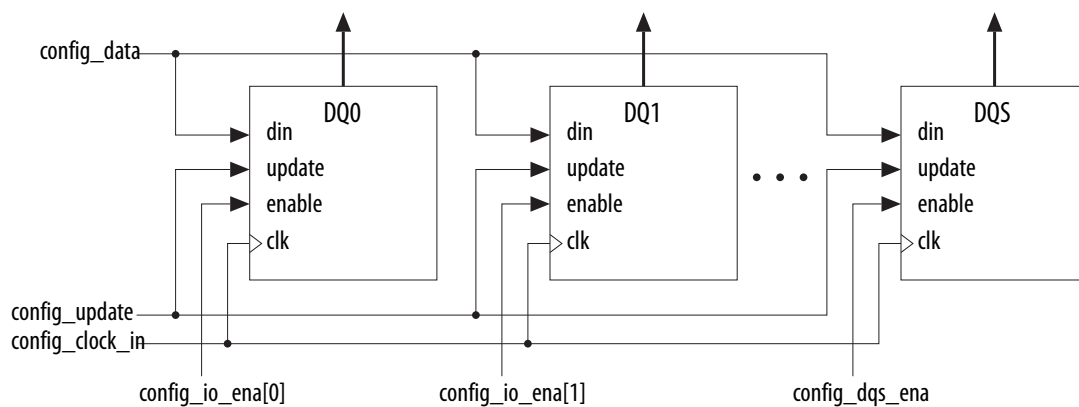 config_data
DQ0
din
update
enable
clk
DQ1
din
update
enable
clk
DQS
din
update
enable
clk
config_update
config_clock_in
config_io_ena[0]
config_io_ena[1]
config_dqs_ena